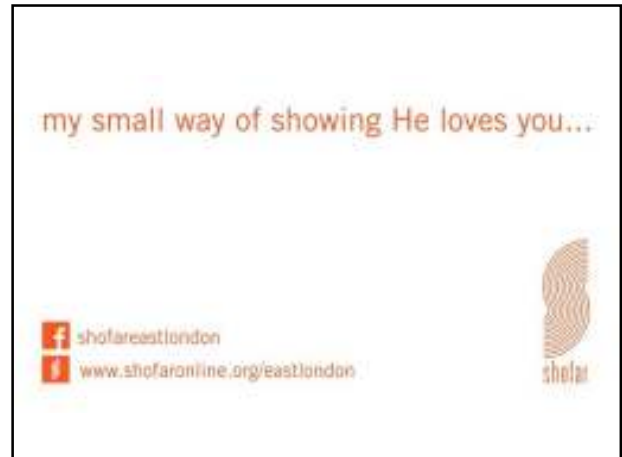 my small way of showing He loves you...
shofareastlondon
www.shofaronline.org/eastlondon
shofar